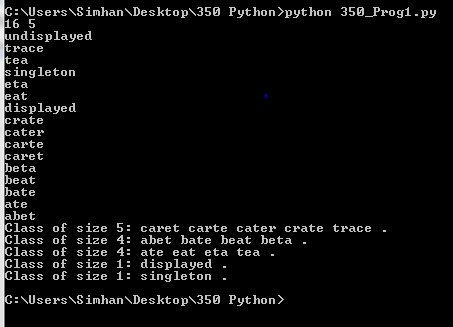 C:\Users\Simhan\Desktop\350 Python>python 350_Prog1.py
16 5
undisplayed
trace
tea
singleton
eta
eat
displayed
crate
cater
carte
caret
beta
beat
bate
ate
abet
Class of size 5: caret carte cater crate trace .
Class of size 4: abet bate beat beta .
Class of size 4: ate eat eta tea .
Class of size 1: displayed .
Class of size 1: singleton .
C:\Users\Simhan\Desktop\350 Python>